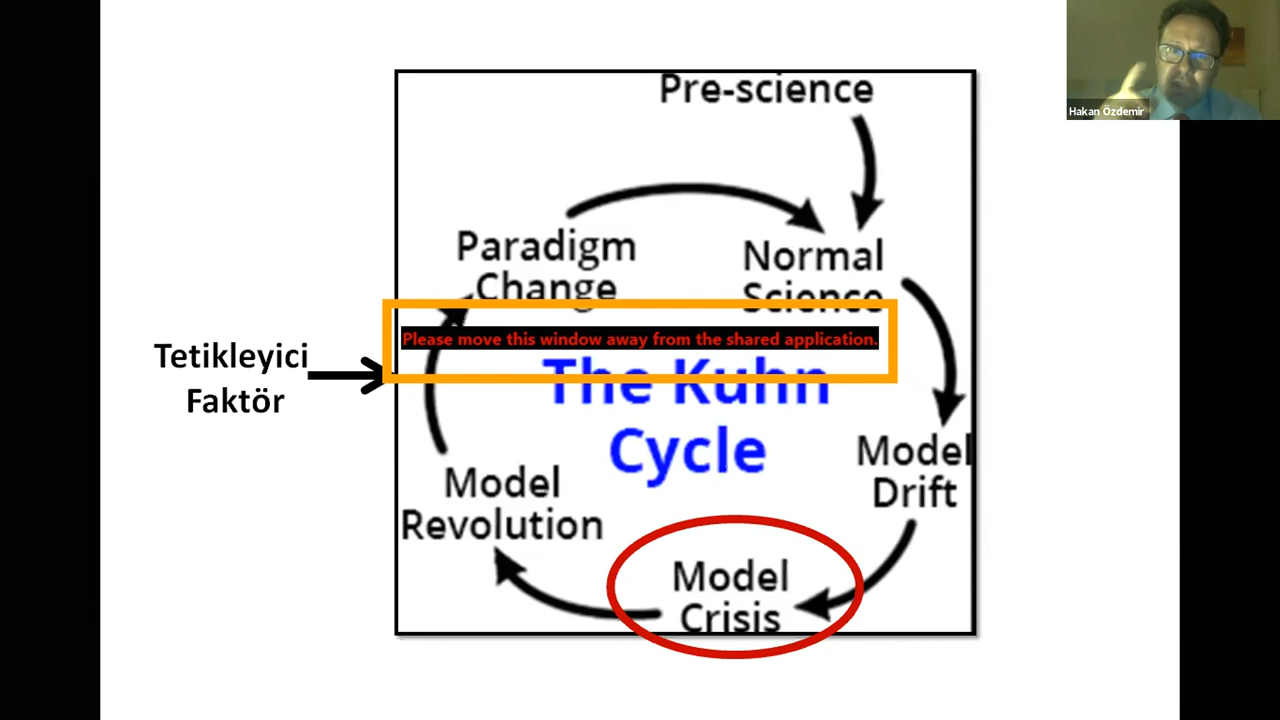 Pre-science
Hakan Özdemir
Paradigm
Change
Normal
Science
Please move this window away from the shared application.
Tetikleyici
Faktör
The Kuhn
Cycle
Model
Drift
Model
Revolution
Model
Crisis